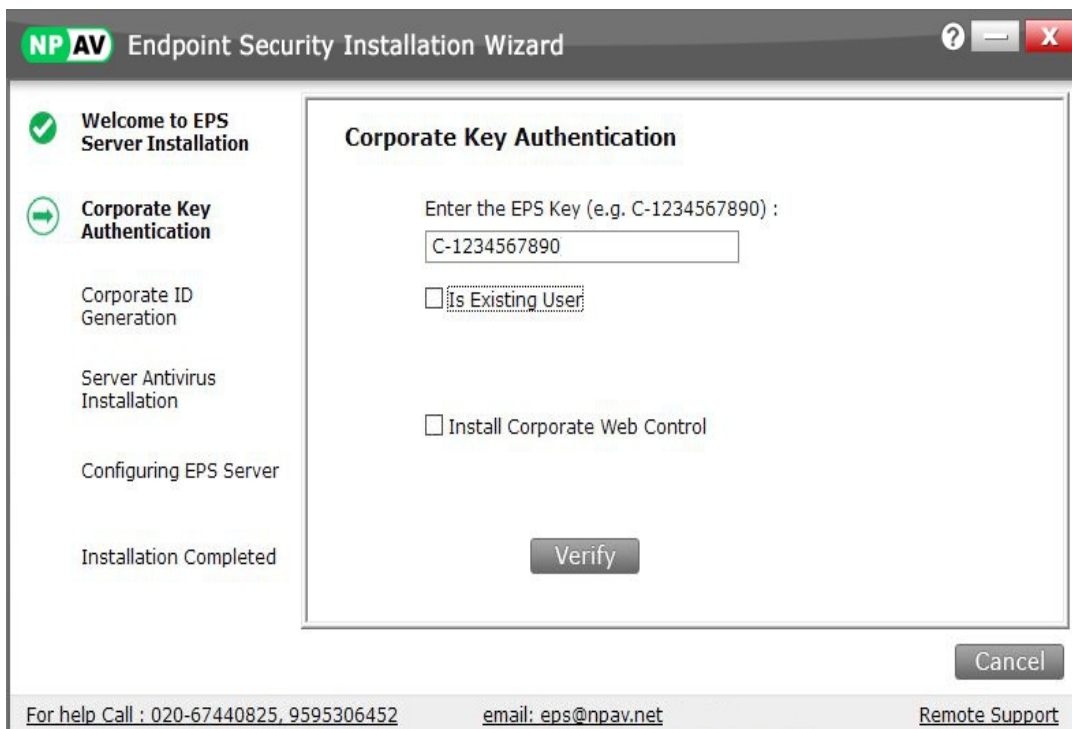 NP AV Endpoint Security Installation Wizard
? — X
Welcome to EPS
Server Installation
Corporate Key
Authentication
Corporate ID
Generation
Server Antivirus
Installation
Configuring EPS Server
Installation Completed
Corporate Key Authentication
Enter the EPS Key (e.g. C-1234567890) :
C-1234567890
Is Existing User
Install Corporate Web Control
Verify
Cancel
For help Call : 020-67440825, 9595306452 email: eps@npav.net Remote Support